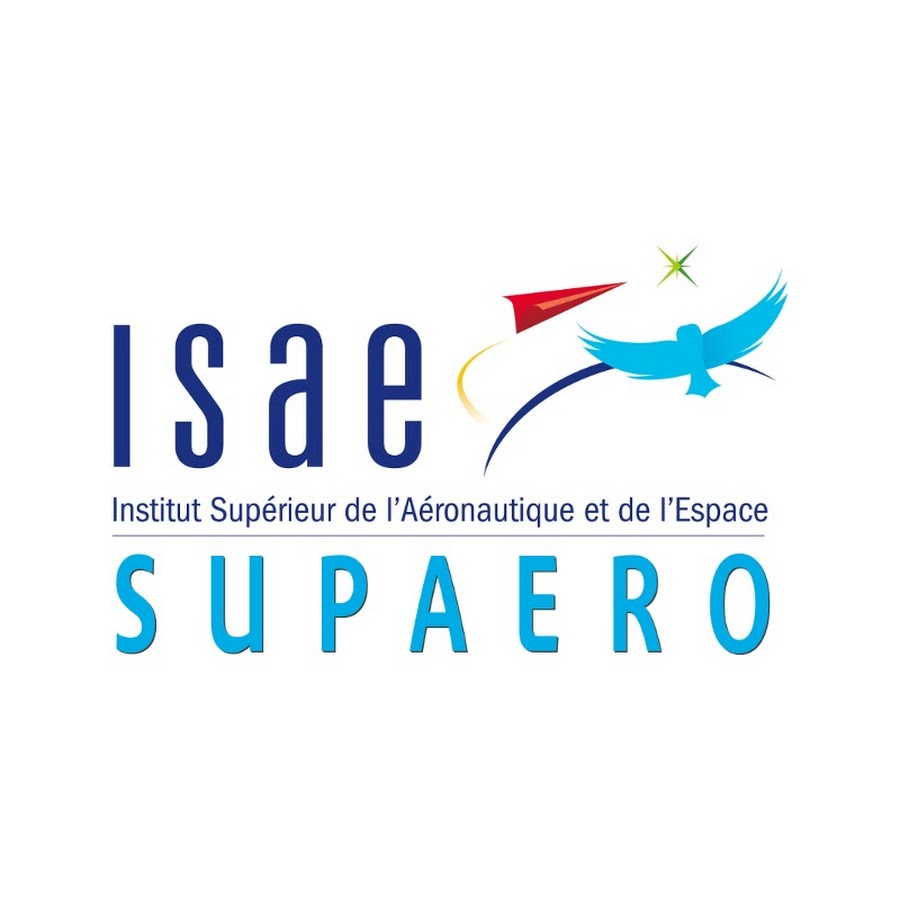 ISae
Institut Supérieur de l'Aéronautique et de l'Espace
SUPAERO